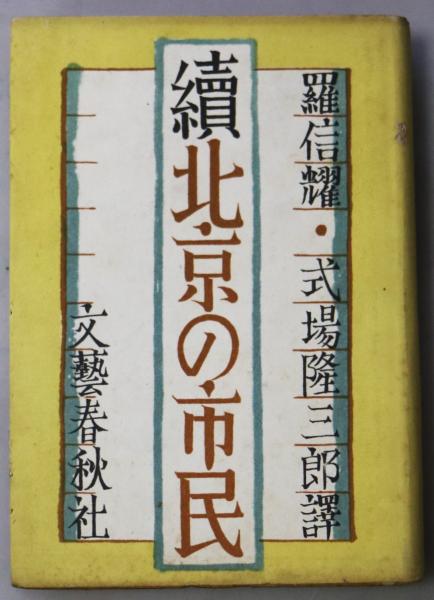 羅信耀・式場隆三郎譯
續北京の市民
文藝春秋社